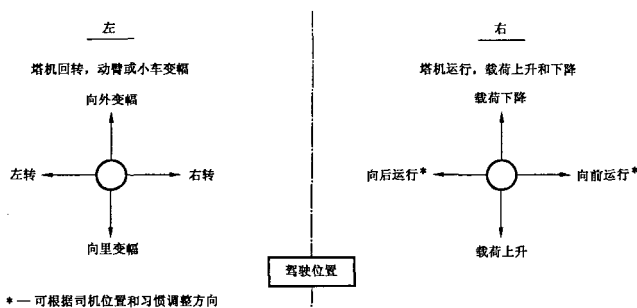 左
塔机回转，动臂或小车变幅
向外变幅
左转
右转
向里变幅
右
塔机运行，载荷上升和下降
载荷下降
向后运行*
向前运行*
载荷上升
驾驶位置
* — 可根据司机位置和习惯调整方向